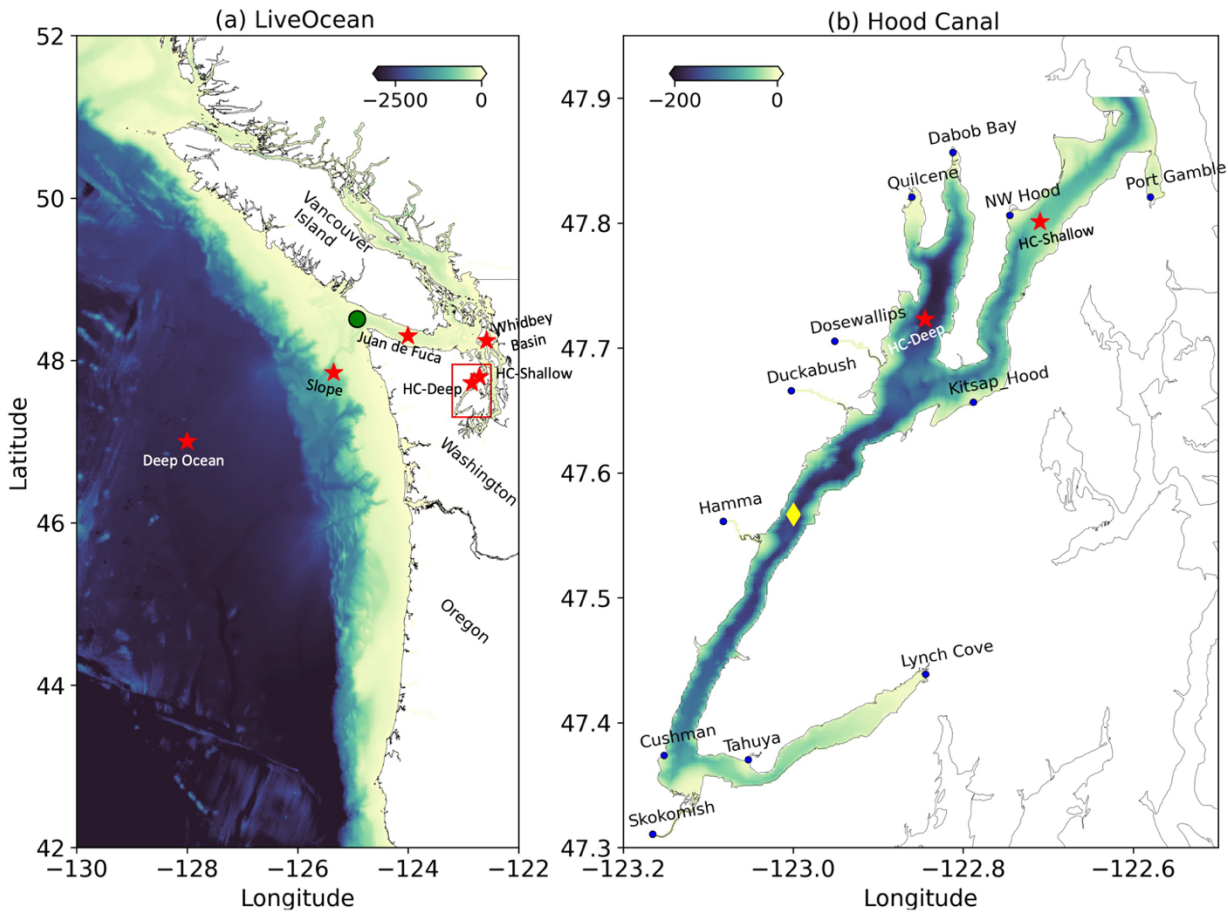 (a) LiveOcean
(b) Hood Canal
52
50
48
46
44
42
−130
−128
−126
−124
−122
Latitude
Longitude
−2500
0
Vancouver
Island
Juan de Fuca
Whidbey
Basin
HC-Shallow
HC-Deep
Slope
Deep Ocean
Washington
Oregon
47.9
47.8
47.7
47.6
47.5
47.4
47.3
−123.2
−123.0
−122.8
−122.6
Longitude
−200
0
Dabob Bay
Quilcene
NW Hood
Port Gamble
HC-Shallow
Dosewallips
HC-Deep
Duckabush
Kitsap_Hood
Hamma
Lynch Cove
Cushman
Tahuya
Skokomish